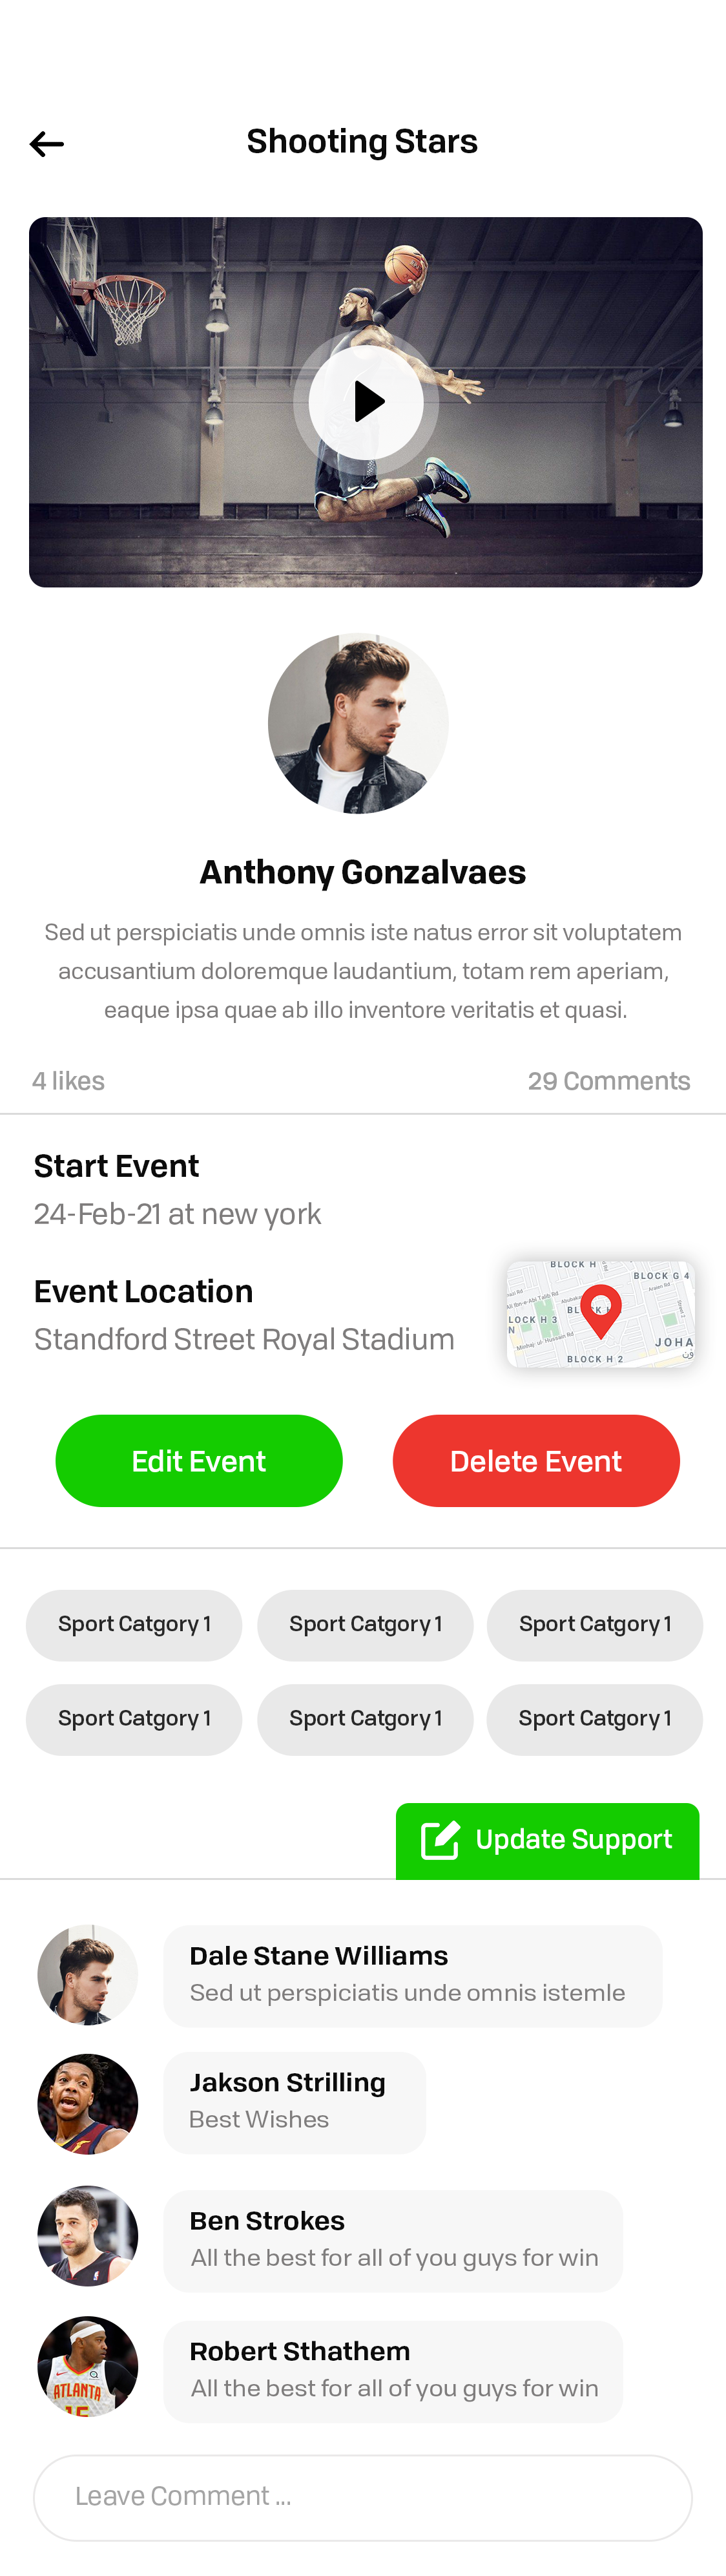 Shooting Stars
Anthony Gonzalvaes
Sed ut perspiciatis unde omnis iste natus error sit voluptatem
accusantium doloremque laudantium, totam rem aperiam,
eaque ipsa quae ab illo inventore veritatis et quasi.
4 likes
29 Comments
Start Event
24-Feb-21 at new york
Event Location
Standford Street Royal Stadium
BLOCK H
BLOCK G 4
LOCK H 3
N
BLOCK H 2
JOHA
Edit Event
Delete Event
Sport Catgory 1
Sport Catgory 1
Sport Catgory 1
Sport Catgory 1
Sport Catgory 1
Sport Catgory 1
Update Support
Dale Stane Williams
Sed ut perspiciatis unde omnis istemle
Jakson Strilling
Best Wishes
Ben Strokes
All the best for all of you guys for win
Robert Sthathem
All the best for all of you guys for win
ATLANTA
15
Leave Comment ...